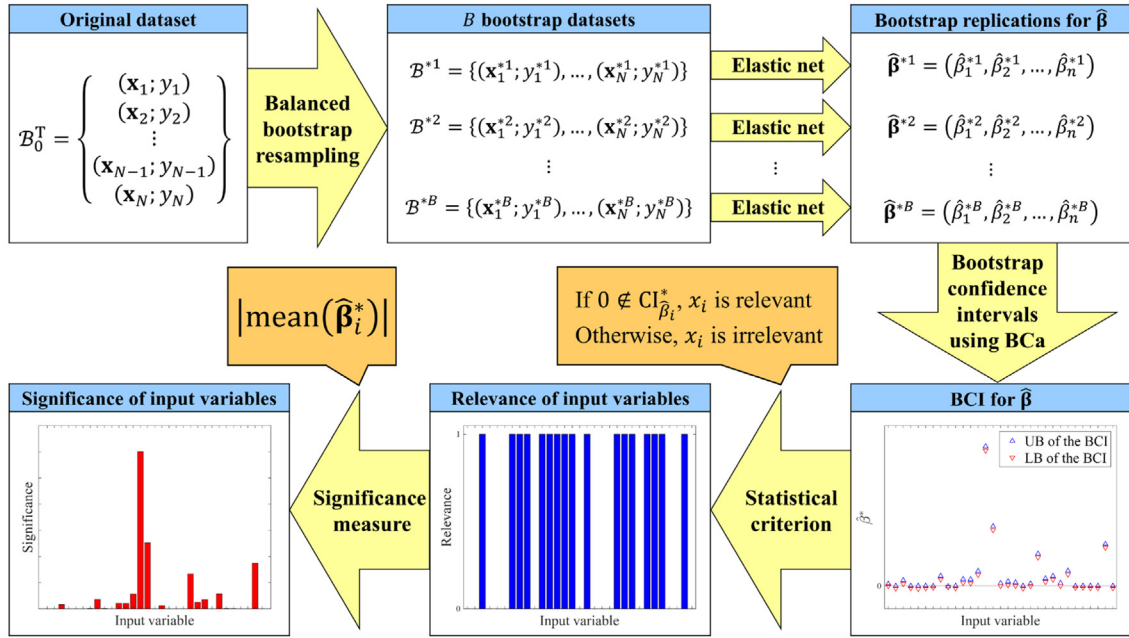 Original dataset
ℬ₀ᵀ = {
(𝐱₁; y₁)
(𝐱₂; y₂)
⋮
(𝐱_{N−1}; y_{N−1})
(𝐱_N; y_N)
}
Balanced
bootstrap
resampling
B bootstrap datasets
ℬ*¹ = {(𝐱₁*¹; y₁*¹), …, (𝐱_N*¹; y_N*¹)}
ℬ*² = {(𝐱₁*²; y₁*²), …, (𝐱_N*²; y_N*²)}
⋮
ℬ*ᴮ = {(𝐱₁*ᴮ; y₁*ᴮ), …, (𝐱_N*ᴮ; y_N*ᴮ)}
Elastic net
Elastic net
⋮
Elastic net
Bootstrap replications for 𝛃̂
𝛃̂*¹ = (β̂₁*¹, β̂₂*¹, …, β̂ₙ*¹)
𝛃̂*² = (β̂₁*², β̂₂*², …, β̂ₙ*²)
⋮
𝛃̂*ᴮ = (β̂₁*ᴮ, β̂₂*ᴮ, …, β̂ₙ*ᴮ)
Bootstrap
confidence
intervals
using BCa
|mean(𝛃̂ᵢ*)|
If 0 ∉ CI*_{β̂ᵢ}, xᵢ is relevant
Otherwise, xᵢ is irrelevant
BCI for 𝛃̂
UB of the BCI
LB of the BCI
β̂*
0
Input variable
Statistical
criterion
Relevance of input variables
1
Relevance
0
Input variable
Significance
measure
Significance of input variables
Significance
Input variable